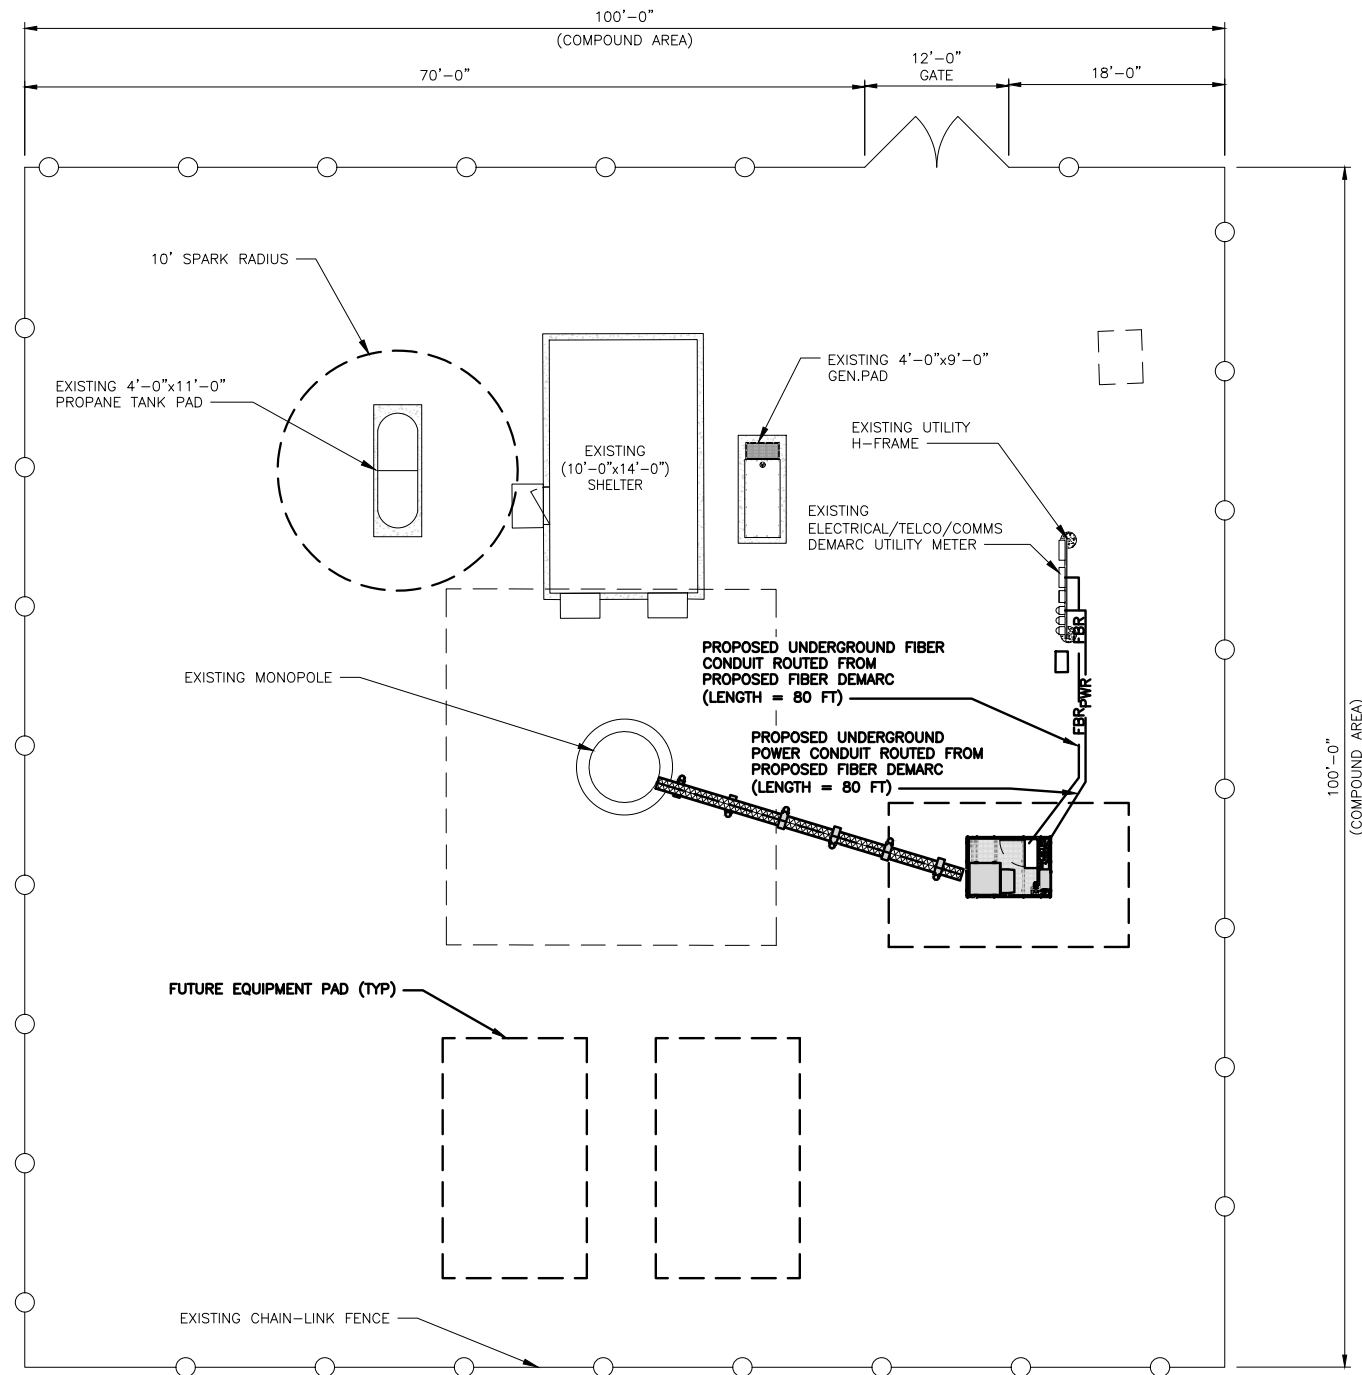 100'-0"
(COMPOUND AREA)
70'-0"
12'-0"
GATE
18'-0"
10' SPARK RADIUS
EXISTING 4'-0"x11'-0"
PROPANE TANK PAD
EXISTING
(10'-0"x14'-0")
SHELTER
EXISTING 4'-0"x9'-0"
GEN.PAD
EXISTING UTILITY
H-FRAME
EXISTING
ELECTRICAL/TELCO/COMMS
DEMARC UTILITY METER
FBR
PWR
FBR
PROPOSED UNDERGROUND FIBER
CONDUIT ROUTED FROM
PROPOSED FIBER DEMARC
(LENGTH = 80 FT)
EXISTING MONOPOLE
PROPOSED UNDERGROUND
POWER CONDUIT ROUTED FROM
PROPOSED FIBER DEMARC
(LENGTH = 80 FT)
100'-0"
(COMPOUND AREA)
FUTURE EQUIPMENT PAD (TYP)
EXISTING CHAIN-LINK FENCE